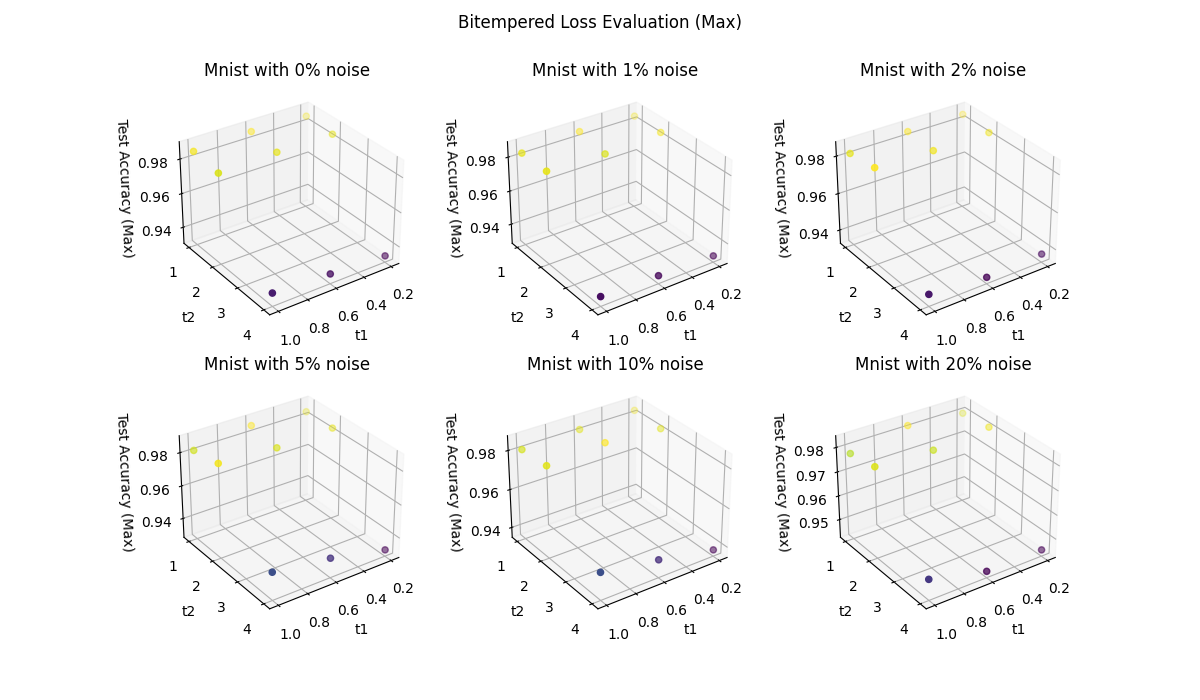 Bitempered Loss Evaluation (Max)
Mnist with 0% noise
Test Accuracy (Max)
0.98
0.96
0.94
1
2
3
4
t2
1.0
0.8
0.6
0.4
0.2
t1
Mnist with 1% noise
Test Accuracy (Max)
0.98
0.96
0.94
1
2
3
4
t2
1.0
0.8
0.6
0.4
0.2
t1
Mnist with 2% noise
Test Accuracy (Max)
0.98
0.96
0.94
1
2
3
4
t2
1.0
0.8
0.6
0.4
0.2
t1
Mnist with 5% noise
Test Accuracy (Max)
0.98
0.96
0.94
1
2
3
4
t2
1.0
0.8
0.6
0.4
0.2
t1
Mnist with 10% noise
Test Accuracy (Max)
0.98
0.96
0.94
1
2
3
4
t2
1.0
0.8
0.6
0.4
0.2
t1
Mnist with 20% noise
Test Accuracy (Max)
0.98
0.97
0.96
0.95
1
2
3
4
t2
1.0
0.8
0.6
0.4
0.2
t1